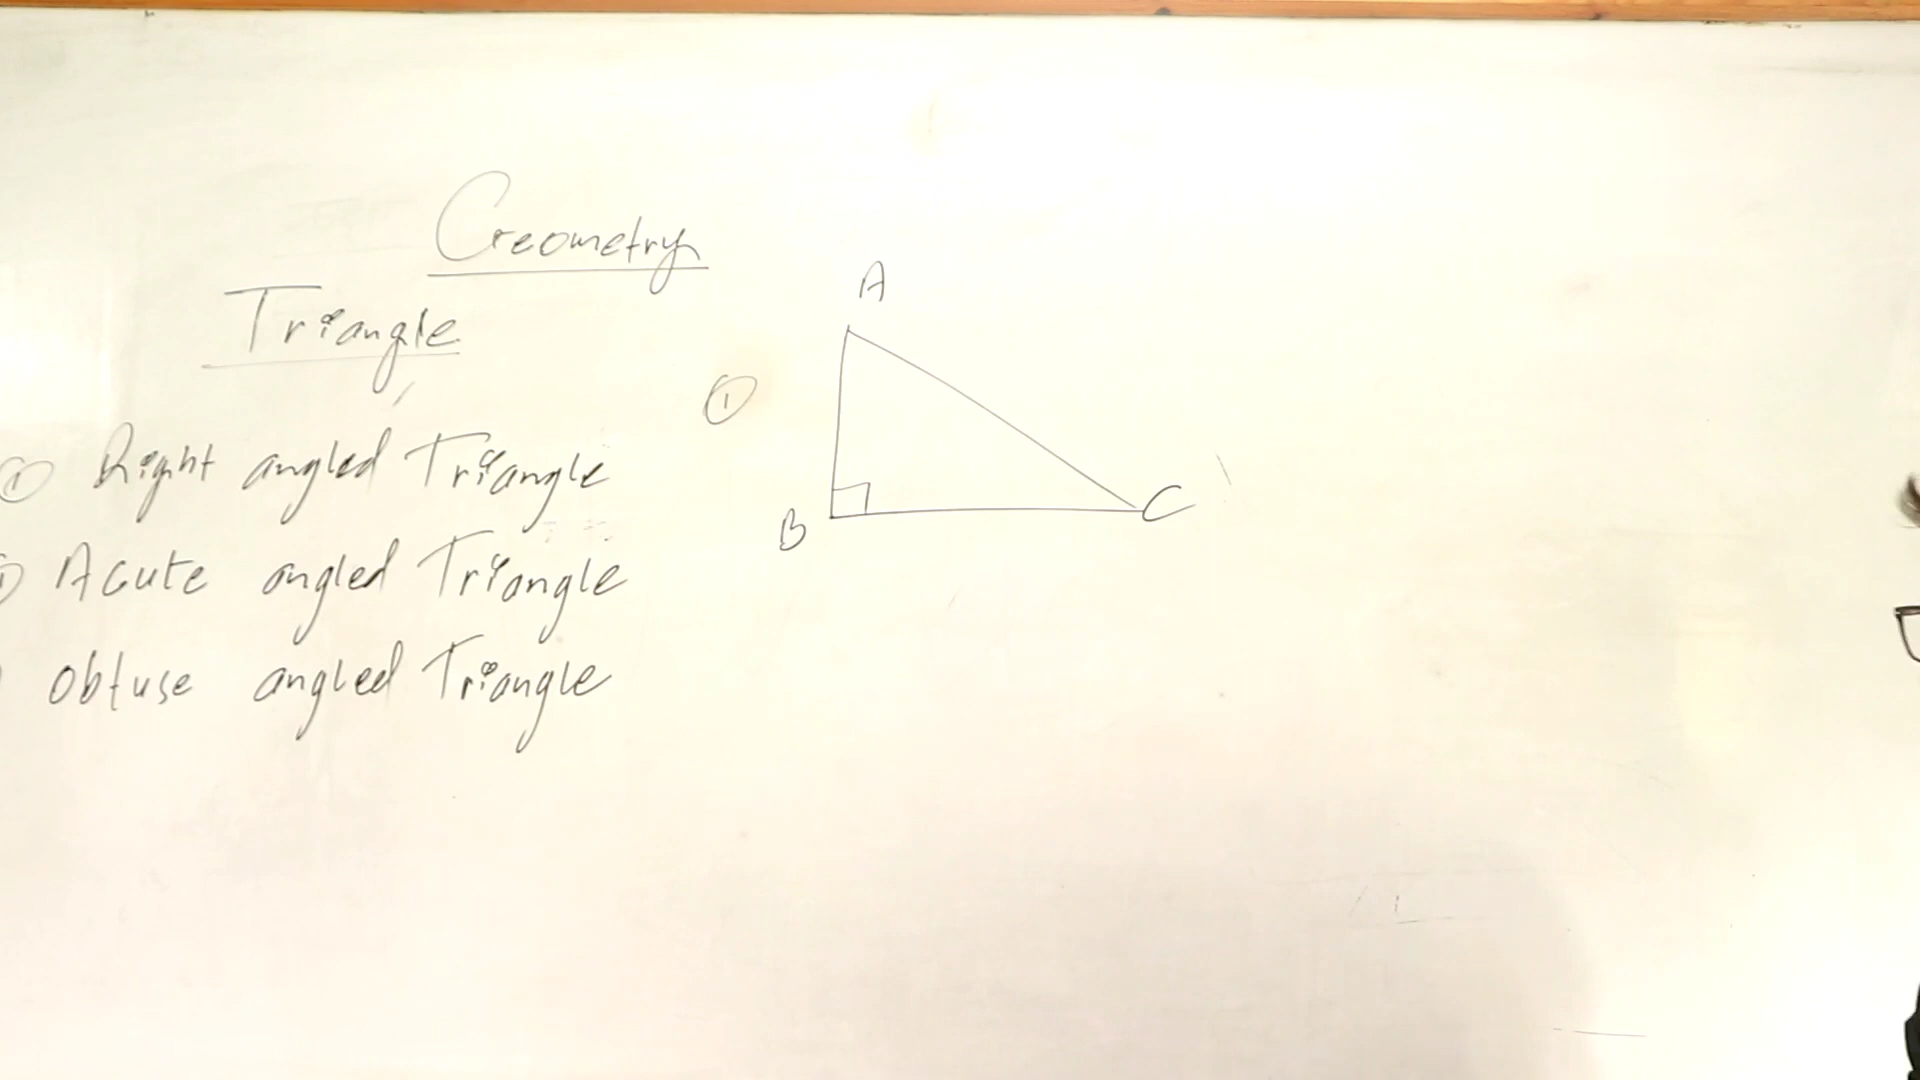 Geometry
Triangle
① Right angled Triangle
Acute angled Triangle
Obtuse angled Triangle
①
A
B
C